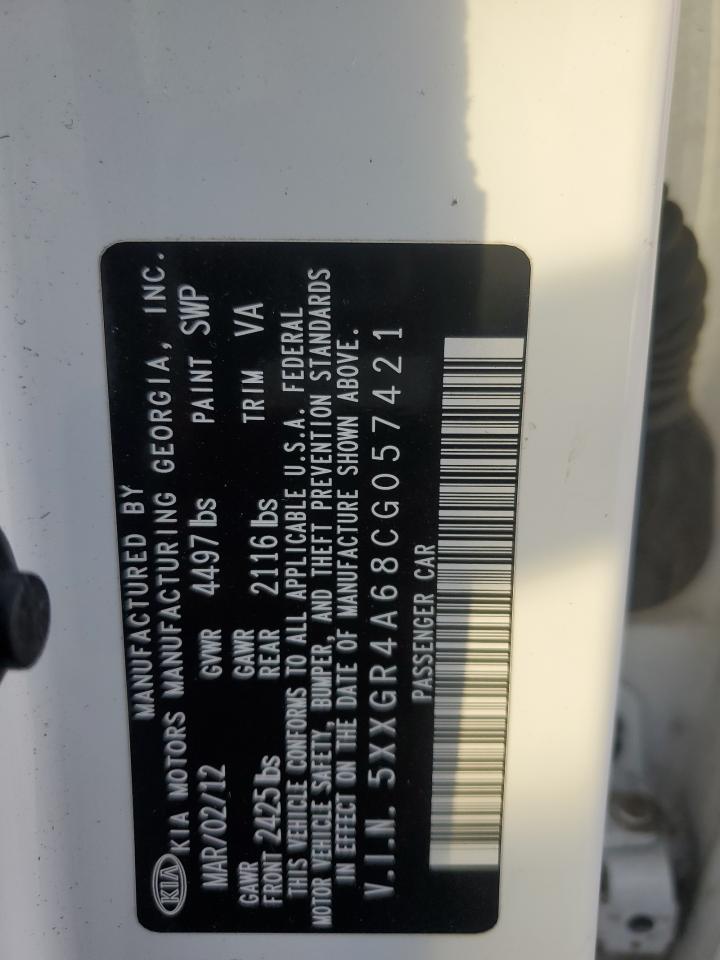 MANUFACTURED BY
KIA KIA MOTORS MANUFACTURING GEORGIA, INC.
MAR/02/12 GVWR 4497 lbs PAINT SWP
GAWR FRONT 2425 lbs GAWR REAR 2116 lbs TRIM VA
THIS VEHICLE CONFORMS TO ALL APPLICABLE U.S.A. FEDERAL
MOTOR VEHICLE SAFETY, BUMPER, AND THEFT PREVENTION STANDARDS
IN EFFECT ON THE DATE OF MANUFACTURE SHOWN ABOVE.
V.I.N. 5XXGR4A68CG057421
PASSENGER CAR